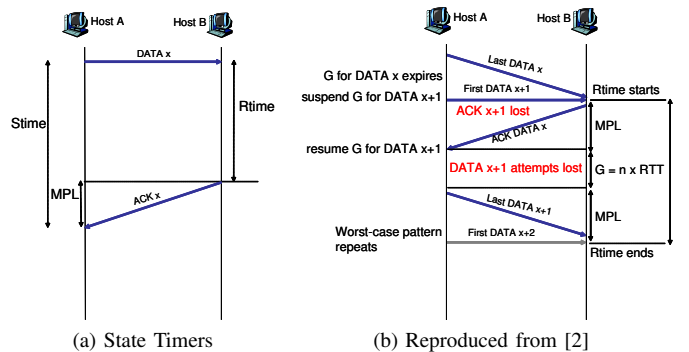 Host A
Host B
DATA x
Stime
Rtime
MPL
ACK x
(a) State Timers
Host A
Host B
Last DATA x
G for DATA x expires
Rtime starts
suspend G for DATA x+1
First DATA x+1
ACK x+1 lost
ACK DATA x
MPL
resume G for DATA x+1
DATA x+1 attempts lost
G = n x RTT
Last DATA x+1
MPL
Worst-case pattern
repeats
First DATA x+2
Rtime ends
(b) Reproduced from [2]